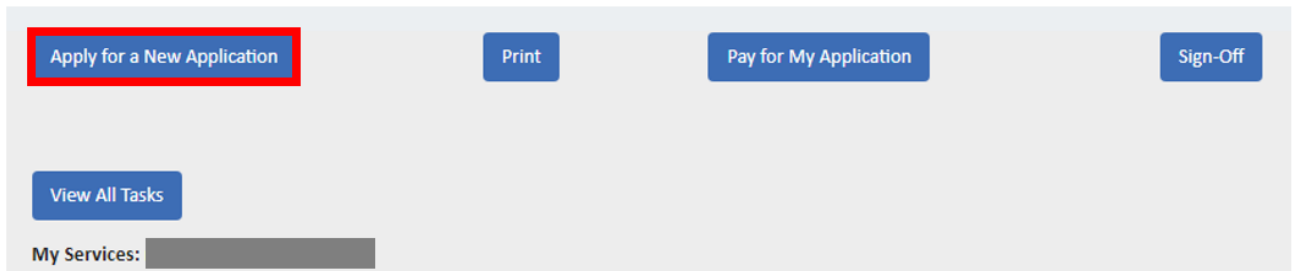 Apply for a New Application
Print
Pay for My Application
Sign-Off
View All Tasks
My Services: